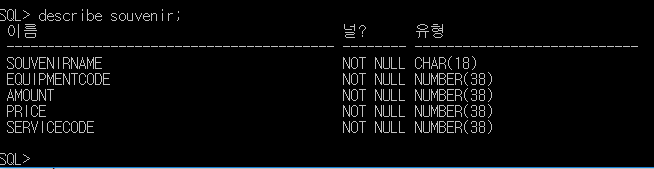 SQL> describe souvenir;
이름 널? 유형
----------------------------------------- -------- ----------------------------
SOUVENIRNAME NOT NULL CHAR(18)
EQUIPMENTCODE NOT NULL NUMBER(38)
AMOUNT NOT NULL NUMBER(38)
PRICE NOT NULL NUMBER(38)
SERVICECODE NOT NULL NUMBER(38)
SQL>